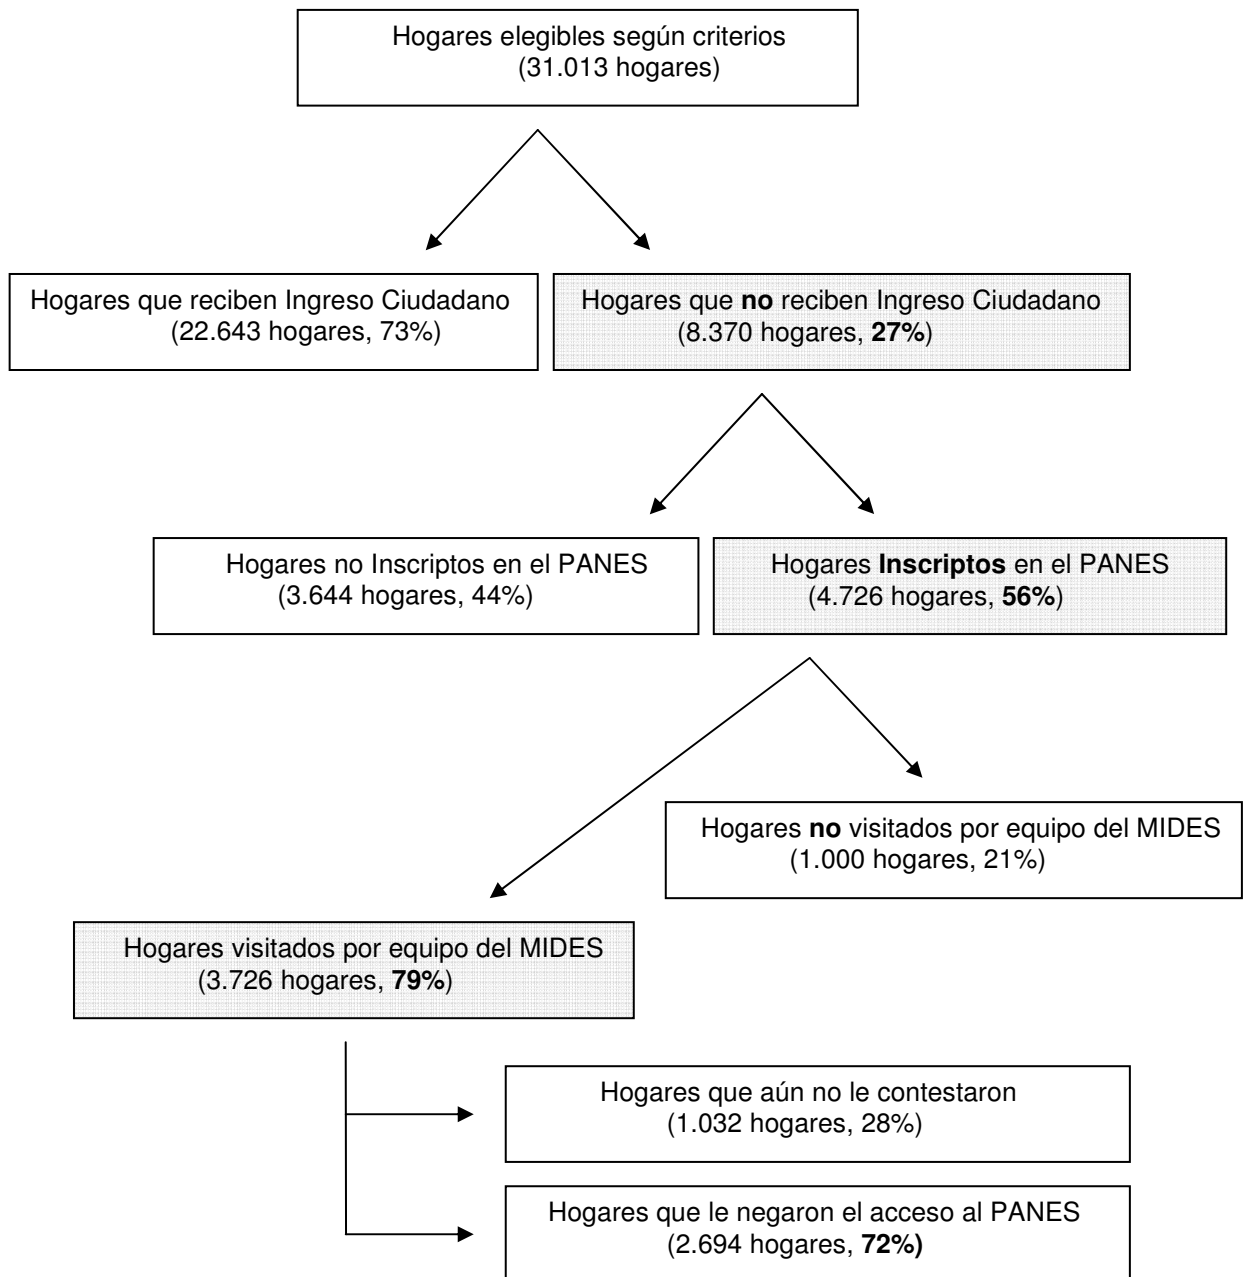 Hogares elegibles según criterios
(31.013 hogares)
Hogares que reciben Ingreso Ciudadano
(22.643 hogares, 73%)
Hogares que no reciben Ingreso Ciudadano
(8.370 hogares, 27%)
Hogares no Inscriptos en el PANES
(3.644 hogares, 44%)
Hogares Inscriptos en el PANES
(4.726 hogares, 56%)
Hogares no visitados por equipo del MIDES
(1.000 hogares, 21%)
Hogares visitados por equipo del MIDES
(3.726 hogares, 79%)
Hogares que aún no le contestaron
(1.032 hogares, 28%)
Hogares que le negaron el acceso al PANES
(2.694 hogares, 72%)